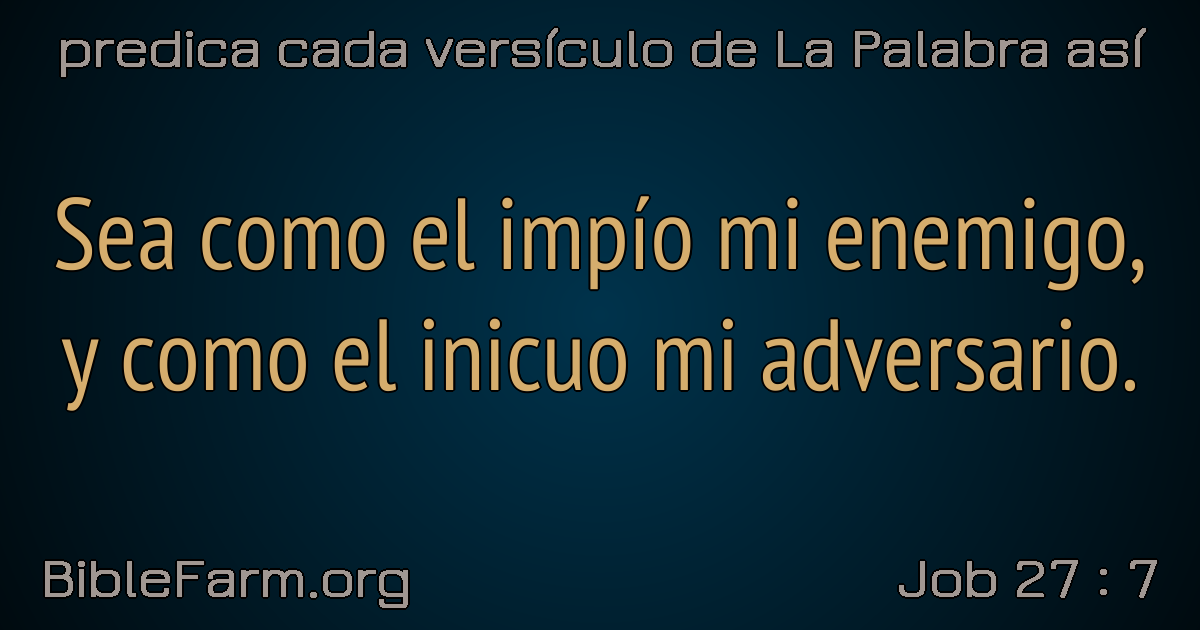 predica cada versículo de La Palabra así
Sea como el impío mi enemigo,
y como el inicuo mi adversario.
BibleFarm.org
Job 27 : 7